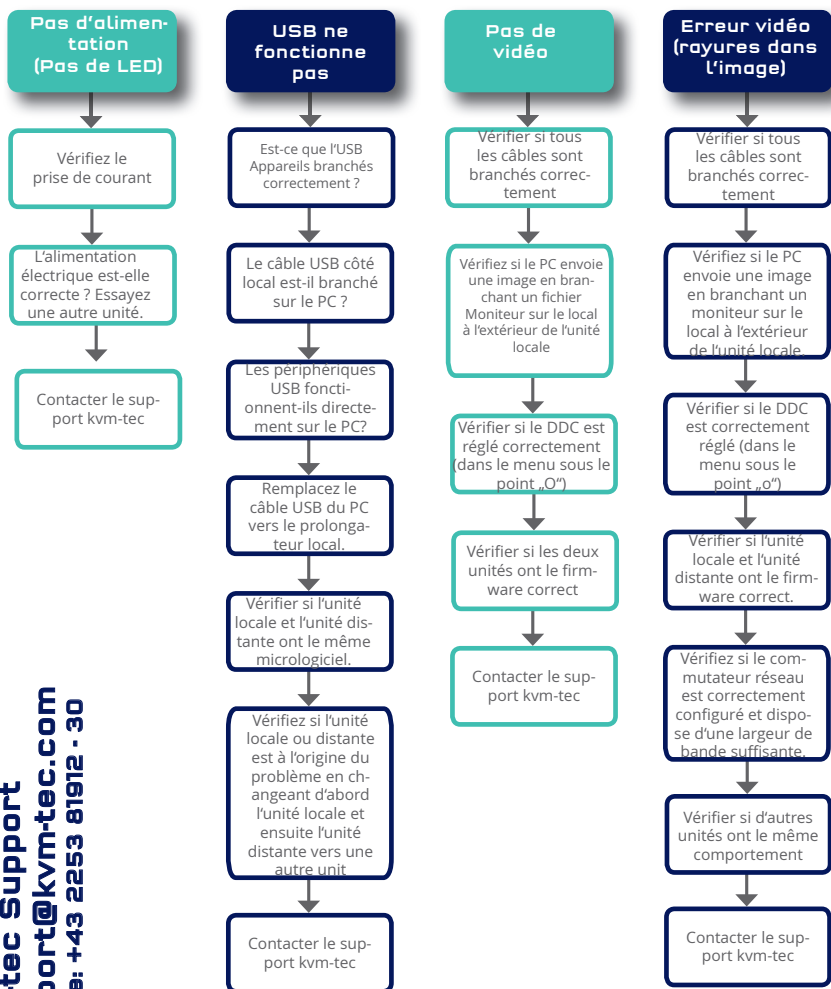 Pas d'alimen-
tation
(Pas de LED)
Vérifiez le
prise de courant
L'alimentation
électrique est-elle
correcte ? Essayez
une autre unité.
Contacter le sup-
port kvm-tec
USB ne
fonctionne
pas
Est-ce que l'USB
Appareils branchés
correctement ?
Le câble USB côté
local est-il branché
sur le PC ?
Les périphériques
USB foncti-
onnent-ils directe-
ment sur le PC?
Remplacez le
câble USB du PC
vers le prolonga-
teur local.
Vérifier si l'unité
locale et l'unité dis-
tante ont le même
micrologiciel.
Vérifiez si l'unité
locale ou distante
est à l'origine du
problème en ch-
angeant d'abord
l'unité locale et
ensuite l'unité
distante vers une
autre unit
Contacter le sup-
port kvm-tec
Pas de
vidéo
Vérifier si tous
les câbles sont
branchés correc-
tement
Vérifiez si le PC envoie
une image en bran-
chant un fichier
Moniteur sur le local
à l'extérieur de l'unité
locale
Vérifier si le DDC est
réglé correctement
(dans le menu sous le
point „O“)
Vérifier si les deux
unités ont le firm-
ware correct
Contacter le sup-
port kvm-tec
Erreur vidéo
(rayures dans
l'image)
Vérifier si tous
les câbles sont
branchés correc-
tement
Vérifiez si le PC
envoie une image
en branchant un
moniteur sur le
local à l'extérieur
de l'unité locale.
Vérifier si le DDC
est correctement
réglé (dans le
menu sous le
point „o“)
Vérifier si l'unité
locale et l'unité
distante ont le firm-
ware correct.
Vérifiez si le com-
mutateur réseau
est correctement
configuré et dispo-
se d'une largeur de
bande suffisante.
Vérifier si d'autres
unités ont le même
comportement
Contacter le sup-
port kvm-tec
-tec Support
port@kvm-tec.com
e: +43 2253 81912 - 30